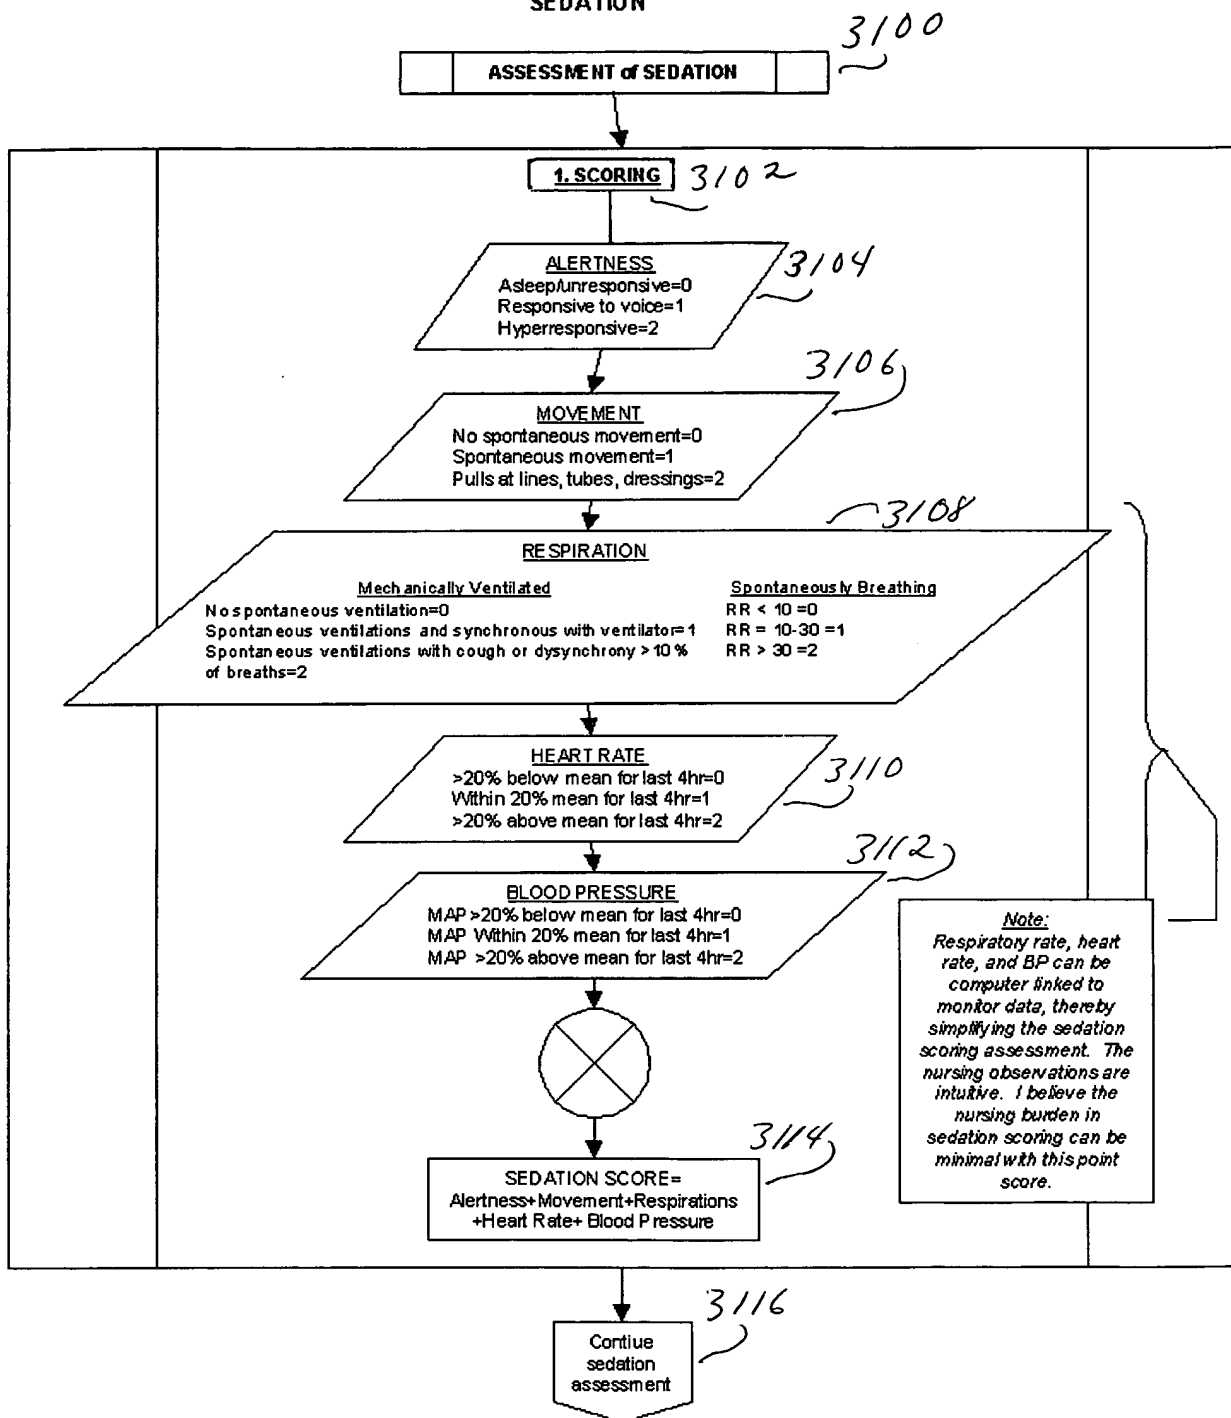 SEDATION
3100
ASSESSMENT of SEDATION
1. SCORING
3102
ALERTNESS
Asleep/unresponsive=0
Responsive to voice=1
Hyperresponsive=2
3104
3106
MOVEMENT
No spontaneous movement=0
Spontaneous movement=1
Pulls at lines, tubes, dressings=2
3108
RESPIRATION
Mechanically Ventilated
No spontaneous ventilation=0
Spontaneous ventilations and synchronous with ventilator=1
Spontaneous ventilations with cough or dysynchrony >10%
of breaths=2
Spontaneously Breathing
RR < 10 =0
RR = 10-30 =1
RR > 30 =2
HEART RATE
>20% below mean for last 4hr=0
Within 20% mean for last 4hr=1
>20% above mean for last 4hr=2
3110
3112
BLOOD PRESSURE
MAP >20% below mean for last 4hr=0
MAP Within 20% mean for last 4hr=1
MAP >20% above mean for last 4hr=2
Note:
Respiratory rate, heart
rate, and BP can be
computer linked to
monitor data, thereby
simplifying the sedation
scoring assessment. The
nursing observations are
intuitive. I believe the
nursing burden in
sedation scoring can be
minimal with this point
score.
3114
SEDATION SCORE=
Alertness+Movement+Respirations
+Heart Rate+ Blood Pressure
3116
Contiue
sedation
assessment